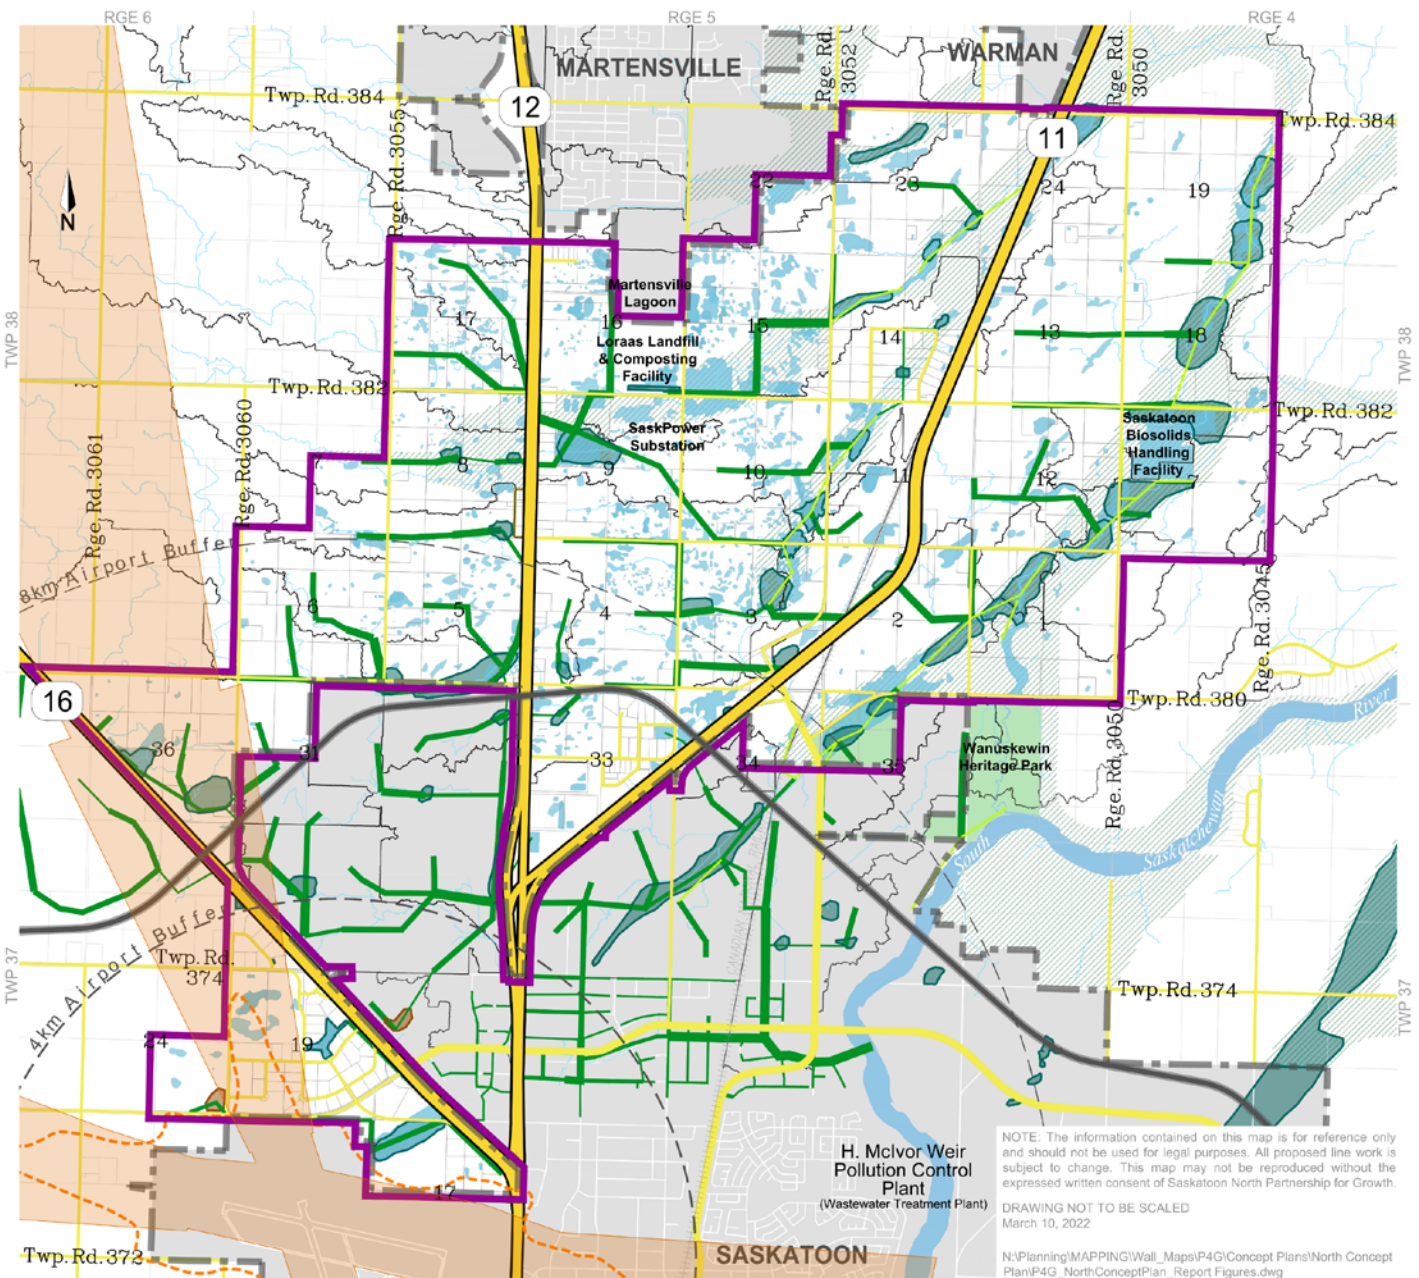 RGE 6
RGE 5
RGE 4
MARTENSVILLE
WARMAN
Twp.Rd.384
12
Rge.Rd.3055
Rge.Rd.
3052
Rge.Rd.
3050
11
Twp.Rd.384
N
22
23
24
19
TWP 38
TWP 38
Martensville
Lagoon
17
16
15
14
13
18
Loraas Landfill
& Composting
Facility
Twp.Rd.382
Twp.Rd.382
Rge.Rd.3061
Rge.Rd.3060
SaskPower
Substation
Saskatoon
Biosolids
Handling
Facility
7
8
9
10
11
12
8km Airport Buffer
6
5
4
3
2
1
Rge.Rd.3045
16
Twp.Rd.380
Rge.Rd.3050
36
31
33
34
35
Wanuskewin
Heritage Park
2
South
Saskatchewan
River
4km Airport Buffer
Twp.Rd.
374
Twp.Rd.374
TWP 37
TWP 37
24
19
17
H. McIvor Weir
Pollution Control
Plant
(Wastewater Treatment Plant)
SASKATOON
Twp.Rd.372
NOTE: The information contained on this map is for reference only
and should not be used for legal purposes. All proposed line work is
subject to change. This map may not be reproduced without the
expressed written consent of Saskatoon North Partnership for Growth.
DRAWING NOT TO BE SCALED
March 10, 2022
N:\Planning\MAPPING\Wall_Maps\P4G\Concept Plans\North Concept
Plan\P4G_NorthConceptPlan_Report Figures.dwg